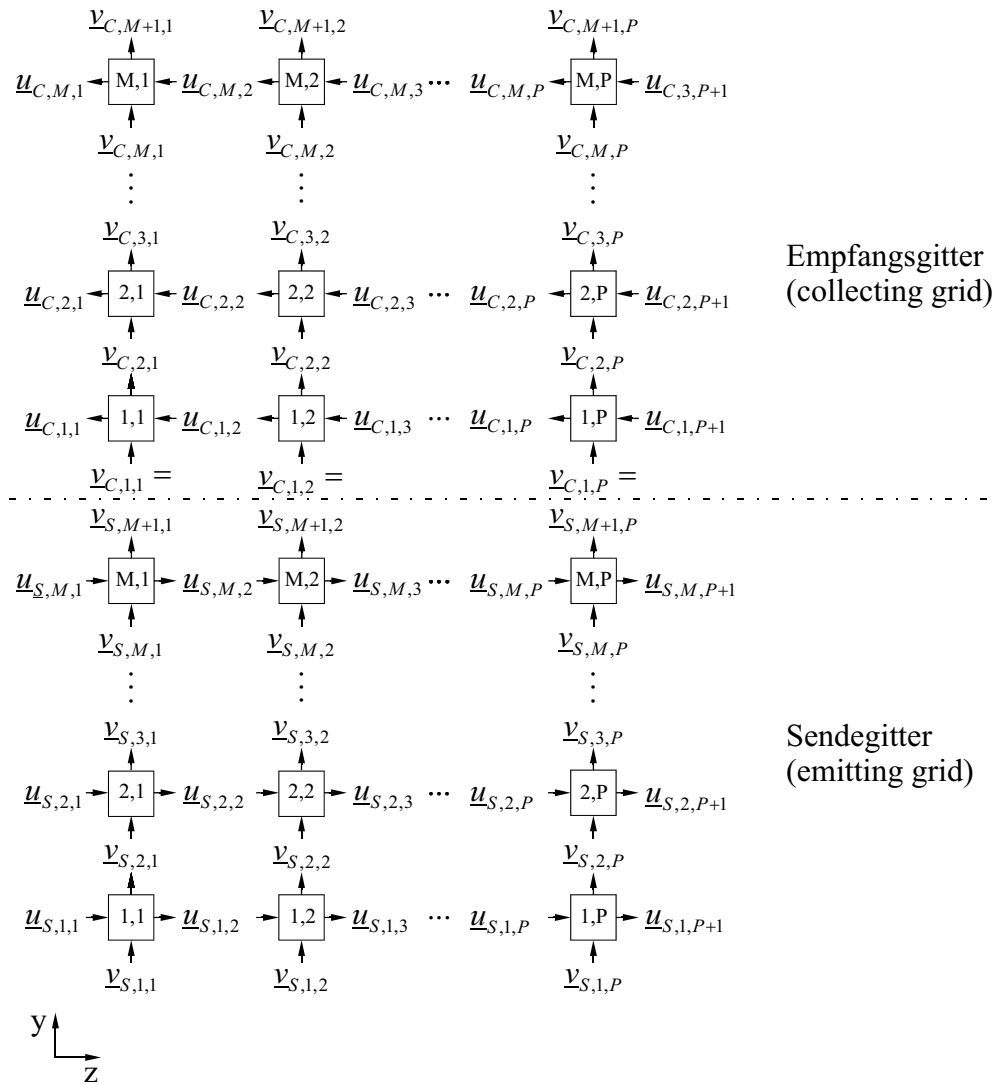 v_{C,M+1,1} v_{C,M+1,2} v_{C,M+1,P}
u_{C,M,1} M,1 u_{C,M,2} M,2 u_{C,M,3} ··· u_{C,M,P} M,P u_{C,3,P+1}
v_{C,M,1} v_{C,M,2} v_{C,M,P}
⋮ ⋮ ⋮
v_{C,3,1} v_{C,3,2} v_{C,3,P}
u_{C,2,1} 2,1 u_{C,2,2} 2,2 u_{C,2,3} ··· u_{C,2,P} 2,P u_{C,2,P+1}
Empfangsgitter
(collecting grid)
v_{C,2,1} v_{C,2,2} v_{C,2,P}
u_{C,1,1} 1,1 u_{C,1,2} 1,2 u_{C,1,3} ··· u_{C,1,P} 1,P u_{C,1,P+1}
v_{C,1,1} = v_{C,1,2} = v_{C,1,P} =
v_{S,M+1,1} v_{S,M+1,2} v_{S,M+1,P}
u_{S,M,1} M,1 u_{S,M,2} M,2 u_{S,M,3} ··· u_{S,M,P} M,P u_{S,M,P+1}
v_{S,M,1} v_{S,M,2} v_{S,M,P}
⋮ ⋮ ⋮
v_{S,3,1} v_{S,3,2} v_{S,3,P}
u_{S,2,1} 2,1 u_{S,2,2} 2,2 u_{S,2,3} ··· u_{S,2,P} 2,P u_{S,2,P+1}
Sendegitter
(emitting grid)
v_{S,2,1} v_{S,2,2} v_{S,2,P}
u_{S,1,1} 1,1 u_{S,1,2} 1,2 u_{S,1,3} ··· u_{S,1,P} 1,P u_{S,1,P+1}
v_{S,1,1} v_{S,1,2} v_{S,1,P}
y
z